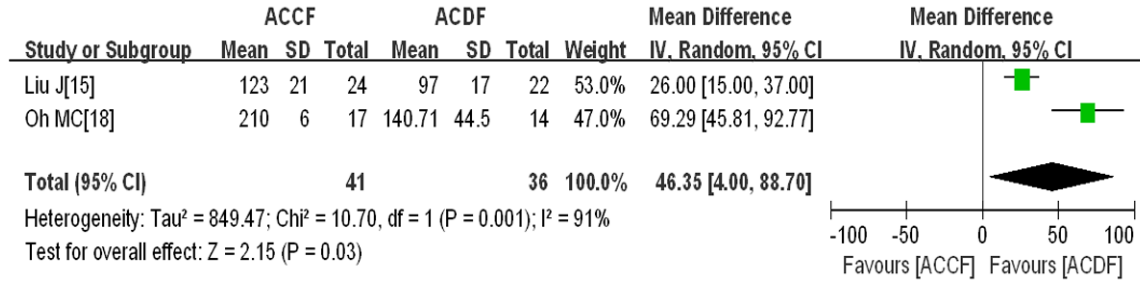 ACCF ACDF Mean Difference Mean Difference
Study or Subgroup Mean SD Total Mean SD Total Weight IV, Random, 95% CI IV, Random, 95% CI
Liu J[15] 123 21 24 97 17 22 53.0% 26.00 [15.00, 37.00]
Oh MC[18] 210 6 17 140.71 44.5 14 47.0% 69.29 [45.81, 92.77]
Total (95% CI) 41 36 100.0% 46.35 [4.00, 88.70]
Heterogeneity: Tau² = 849.47; Chi² = 10.70, df = 1 (P = 0.001); I² = 91%
Test for overall effect: Z = 2.15 (P = 0.03)
-100 -50 0 50 100
Favours [ACCF] Favours [ACDF]